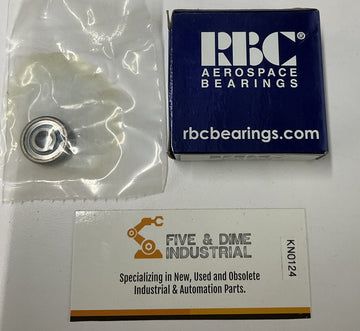 RBC®
AEROSPACE
BEARINGS
rbcbearings.com
FIVE & DIME
INDUSTRIAL
KN0124
Specializing in New, Used and Obsolete
Industrial & Automation Parts.